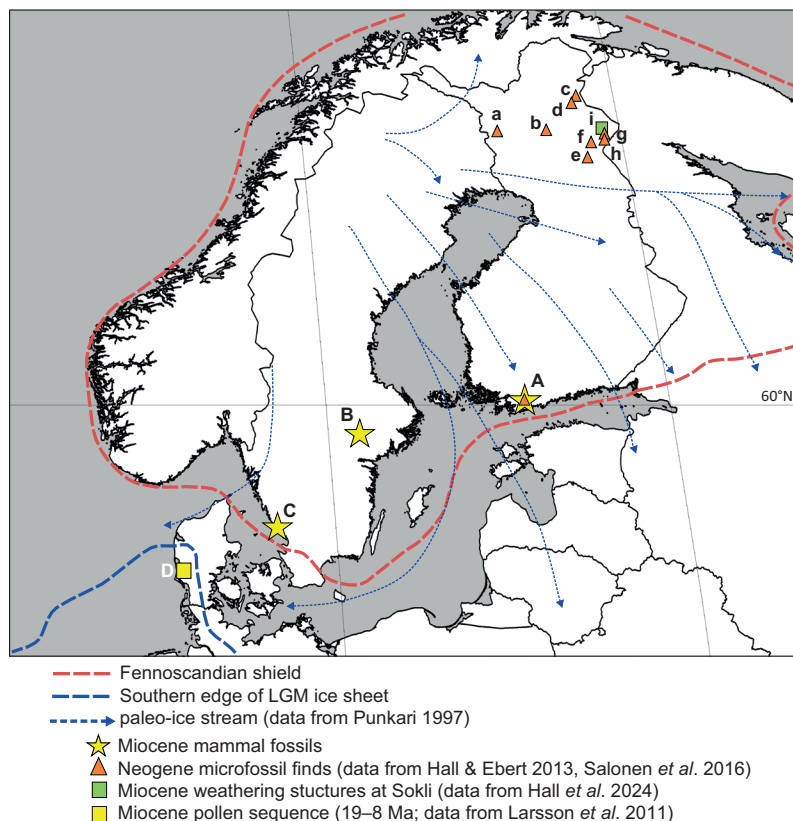 c
d
a
b
i
f
g
e
h
A
60°N
B
C
D
Fennoscandian shield
Southern edge of LGM ice sheet
paleo-ice stream (data from Punkari 1997)
Miocene mammal fossils
Neogene microfossil finds (data from Hall & Ebert 2013, Salonen et al. 2016)
Miocene weathering stuctures at Sokli (data from Hall et al. 2024)
Miocene pollen sequence (19–8 Ma; data from Larsson et al. 2011)